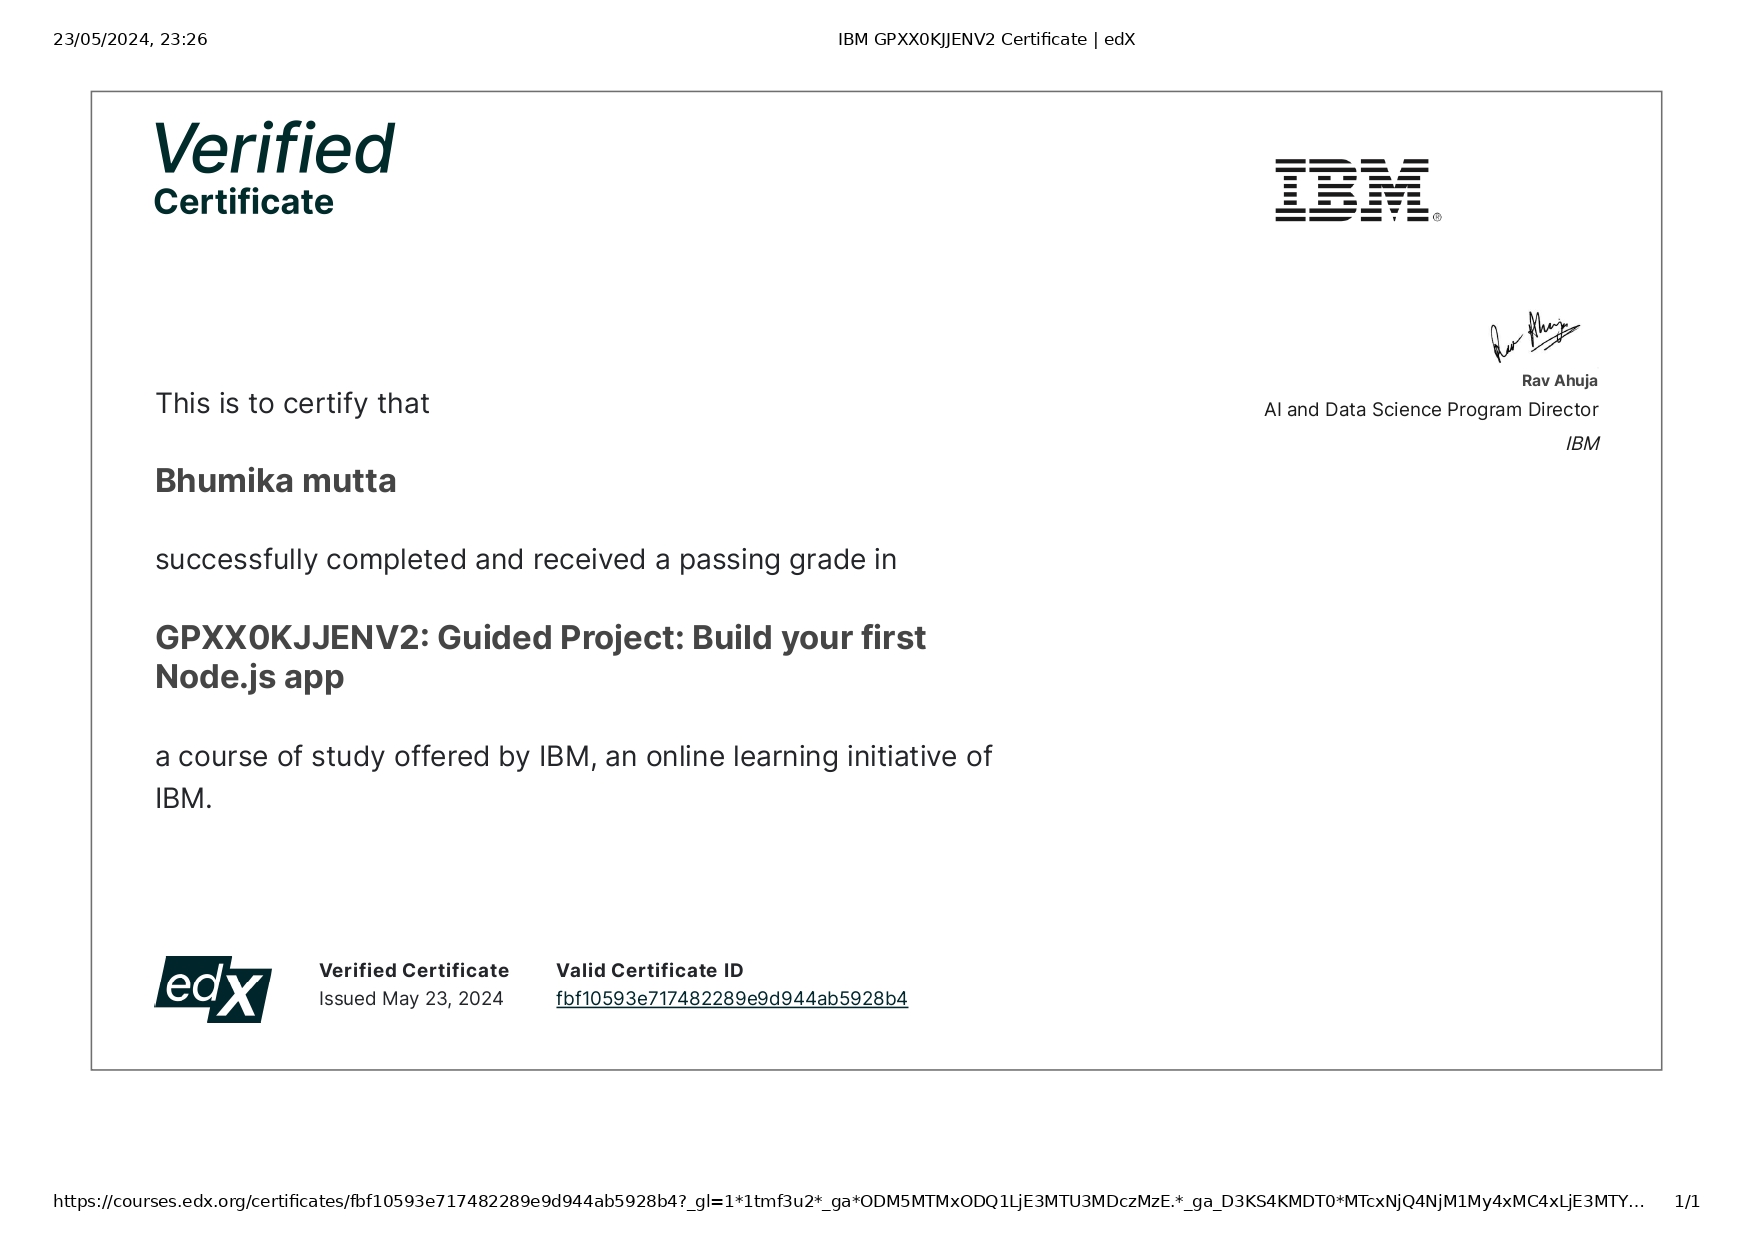 23/05/2024, 23:26
IBM GPXX0KJJENV2 Certificate | edX
Verified
Certificate
IBM®
Rav Ahuja
Rav Ahuja
AI and Data Science Program Director
IBM
This is to certify that
Bhumika mutta
successfully completed and received a passing grade in
GPXX0KJJENV2: Guided Project: Build your first
Node.js app
a course of study offered by IBM, an online learning initiative of
IBM.
edX
Verified Certificate
Issued May 23, 2024
Valid Certificate ID
fbf10593e717482289e9d944ab5928b4
https://courses.edx.org/certificates/fbf10593e717482289e9d944ab5928b4?_gl=1*1tmf3u2*_ga*ODM5MTMxODQ1LjE3MTU3MDczMzE.*_ga_D3KS4KMDT0*MTcxNjQ4NjM1My4xMC4xLjE3MTY…
1/1